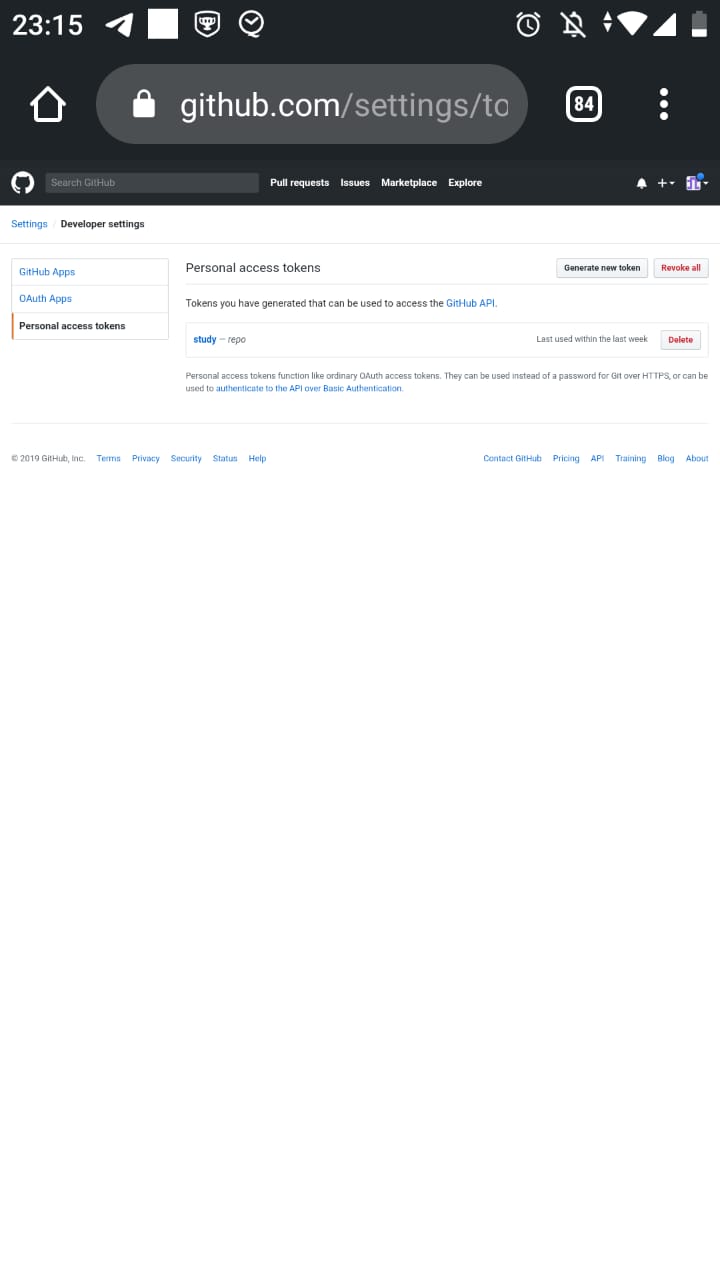 23:15
github.com/settings/to
84
Search GitHub
Pull requests Issues Marketplace Explore
Settings / Developer settings
GitHub Apps
OAuth Apps
Personal access tokens
Personal access tokens
Generate new token
Revoke all
Tokens you have generated that can be used to access the GitHub API.
study — repo
Last used within the last week
Delete
Personal access tokens function like ordinary OAuth access tokens. They can be used instead of a password for Git over HTTPS, or can be
used to authenticate to the API over Basic Authentication.
© 2019 GitHub, Inc. Terms Privacy Security Status Help
Contact GitHub Pricing API Training Blog About